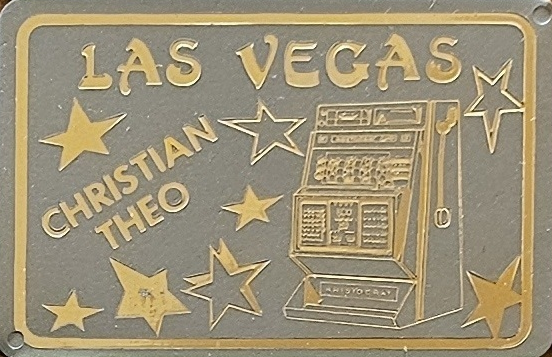 LAS VEGAS
CHRISTIAN
THEO
ARISTOCRAT